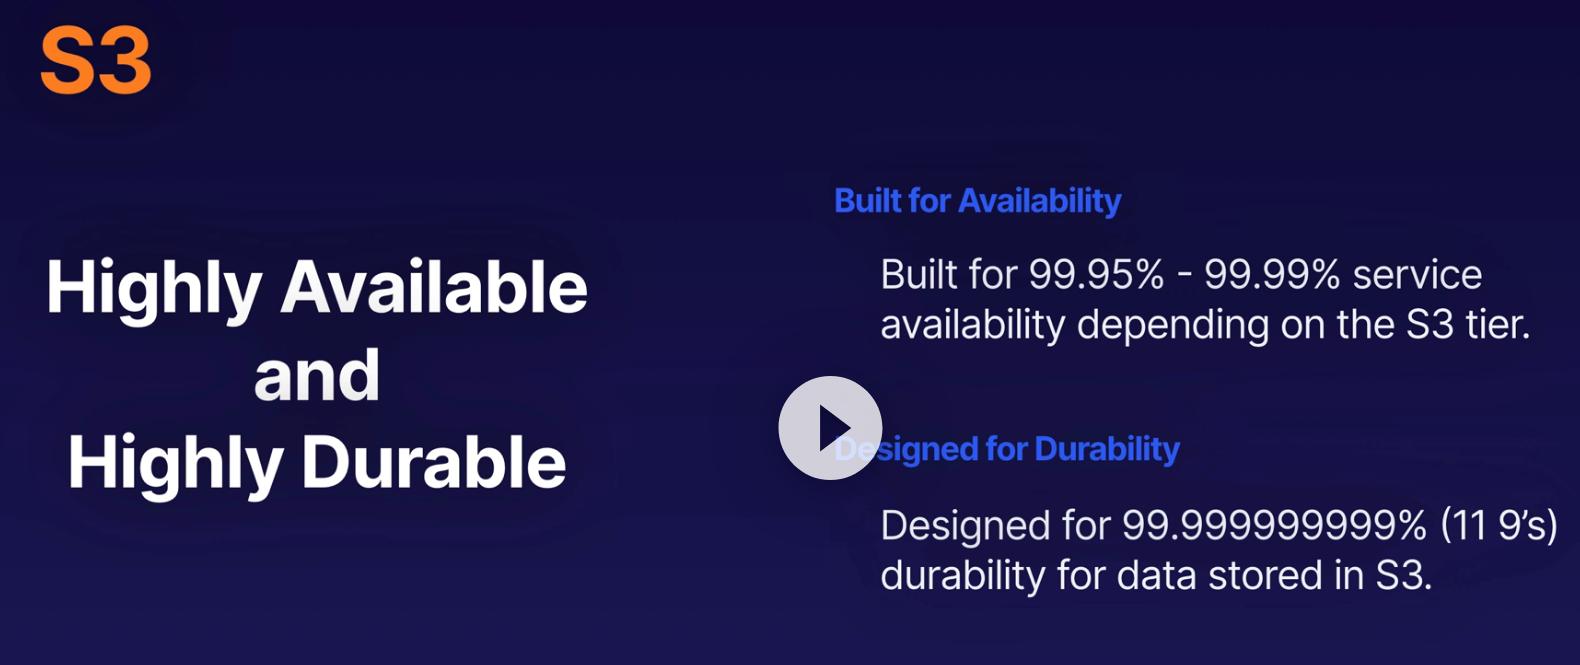 S3
Highly Available
and
Highly Durable
Built for Availability
Built for 99.95% - 99.99% service
availability depending on the S3 tier.
Designed for Durability
Designed for 99.999999999% (11 9’s)
durability for data stored in S3.